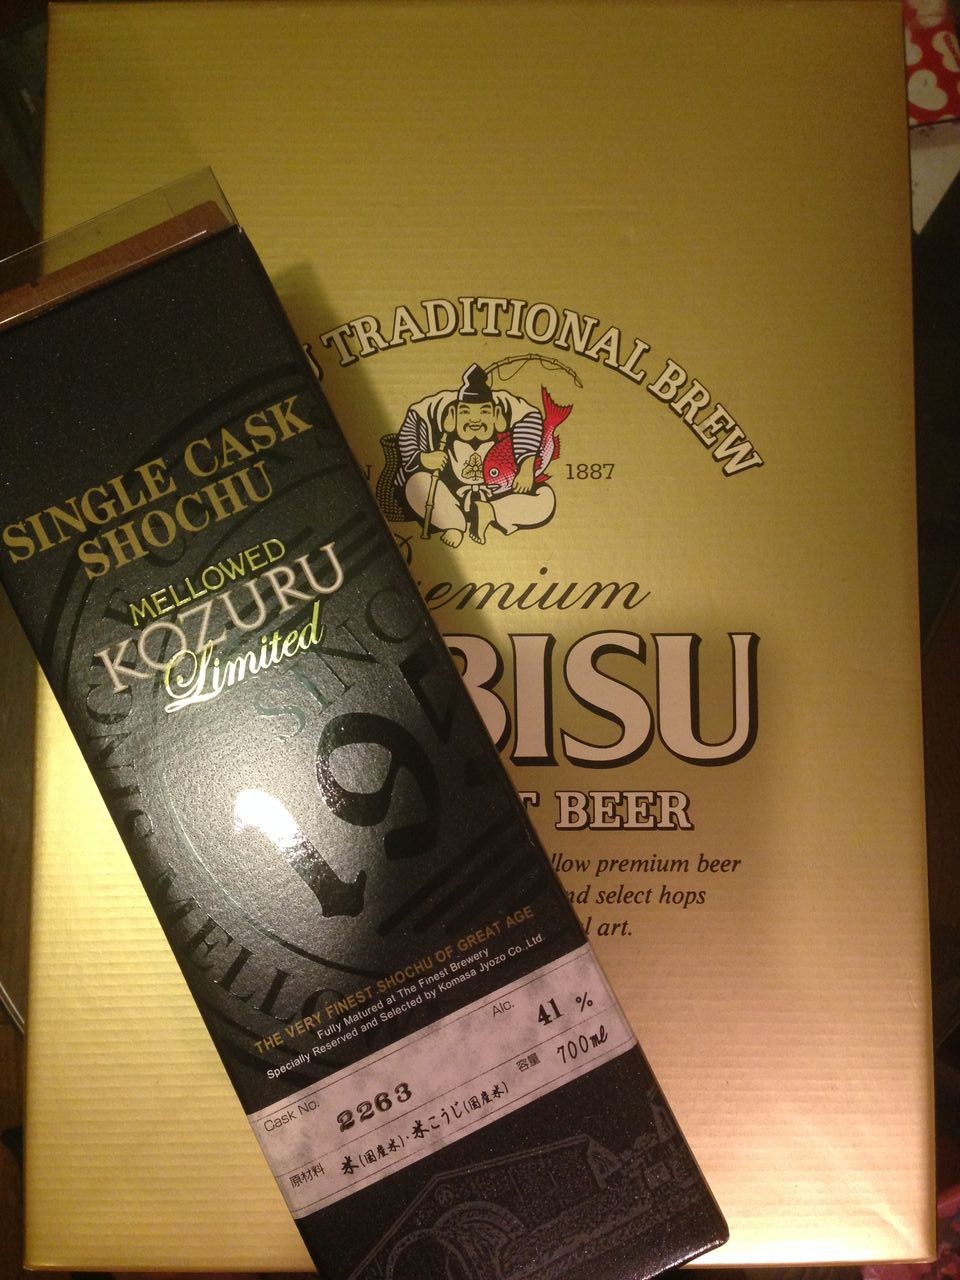 TRADITIONAL BREW
1887
BISU
BEER
llow premium beer
nd select hops
l art.
SINGLE CASK
SHOCHU
MELLOWED
KOZURU
Limited
THE VERY FINEST SHOCHU OF GREAT AGE
Fully Matured at The Finest Brewery
Specially Reserved and Selected by Komasa Jyozo Co.,Ltd.
Cask No. 2263 Alc. 41 %
原材料 米(国産米)・米こうじ(国産米) 容量 700ml